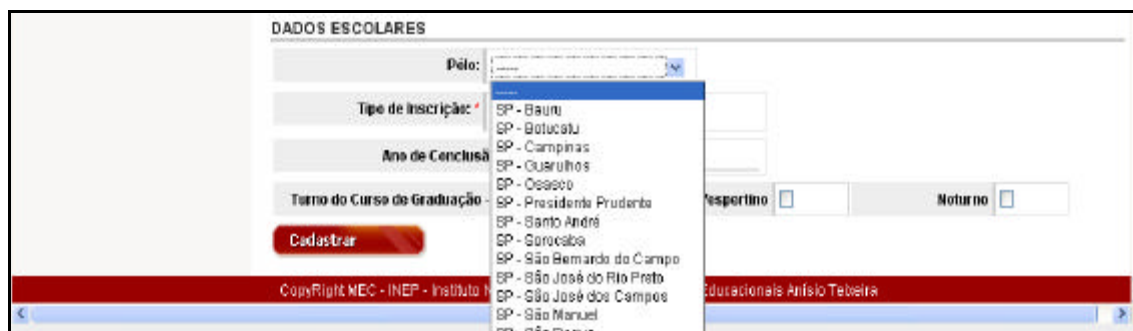 DADOS ESCOLARES
Pólo: -----
-----
Tipo de Inscrição: *
SP - Bauru
SP - Botucatu
SP - Campinas
Ano de Conclusã
SP - Guarulhos
SP - Osasco
Turno do Curso de Graduação -
SP - Presidente Prudente
Vespertino
Noturno
SP - Santo André
SP - Sorocaba
Cadastrar
SP - São Bernardo do Campo
SP - São José do Rio Preto
CopyRight MEC - INEP - Instituto N
Educacionais Anísio Teixeira
SP - São José dos Campos
SP - São Manuel